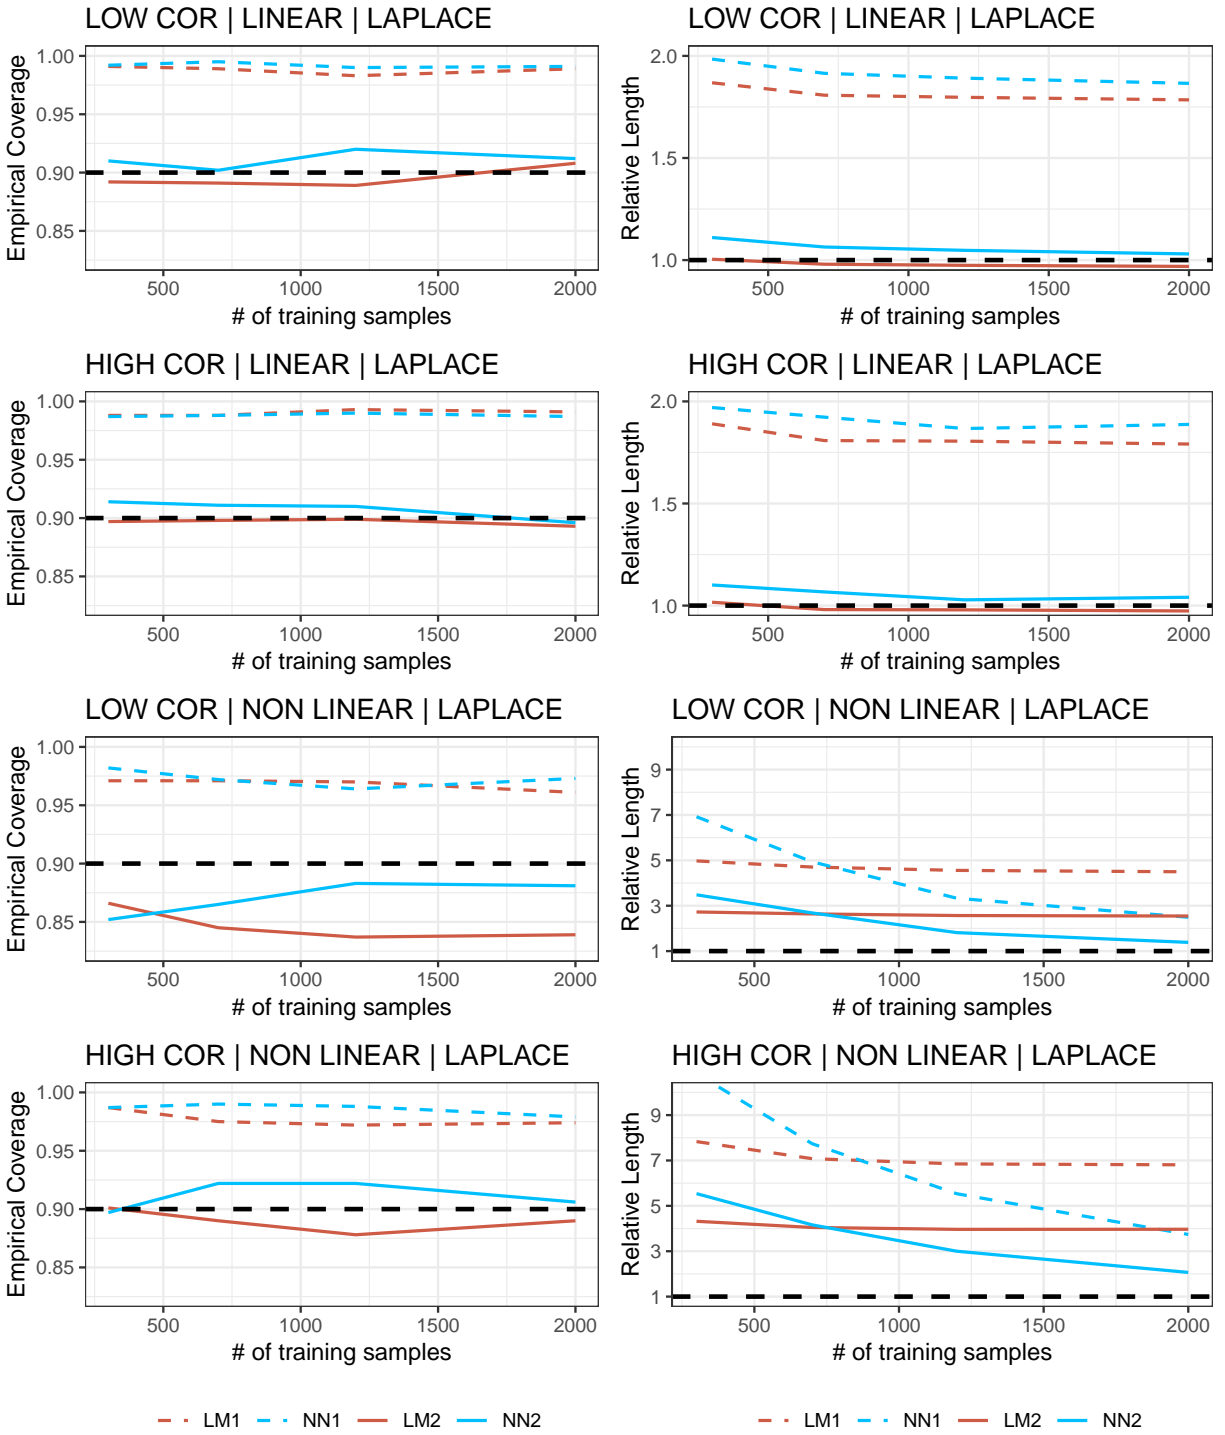 LOW COR | LINEAR | LAPLACE
LOW COR | LINEAR | LAPLACE
Empirical Coverage
1.00
0.95
0.90
0.85
500 1000 1500 2000
# of training samples
Relative Length
2.0
1.5
1.0
500 1000 1500 2000
# of training samples
HIGH COR | LINEAR | LAPLACE
HIGH COR | LINEAR | LAPLACE
Empirical Coverage
1.00
0.95
0.90
0.85
500 1000 1500 2000
# of training samples
Relative Length
2.0
1.5
1.0
500 1000 1500 2000
# of training samples
LOW COR | NON LINEAR | LAPLACE
LOW COR | NON LINEAR | LAPLACE
Empirical Coverage
1.00
0.95
0.90
0.85
500 1000 1500 2000
# of training samples
Relative Length
9
7
5
3
1
500 1000 1500 2000
# of training samples
HIGH COR | NON LINEAR | LAPLACE
HIGH COR | NON LINEAR | LAPLACE
Empirical Coverage
1.00
0.95
0.90
0.85
500 1000 1500 2000
# of training samples
Relative Length
9
7
5
3
1
500 1000 1500 2000
# of training samples
LM1 NN1 LM2 NN2
LM1 NN1 LM2 NN2